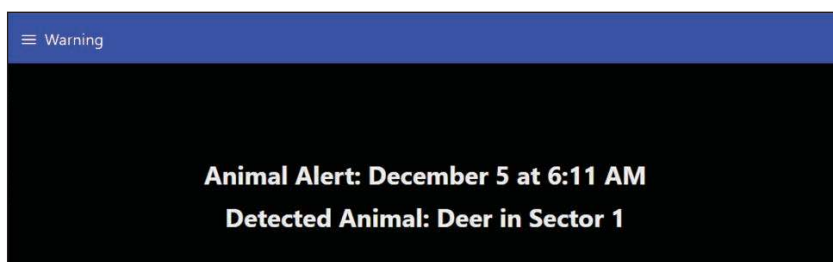 Warning
Animal Alert: December 5 at 6:11 AM
Detected Animal: Deer in Sector 1